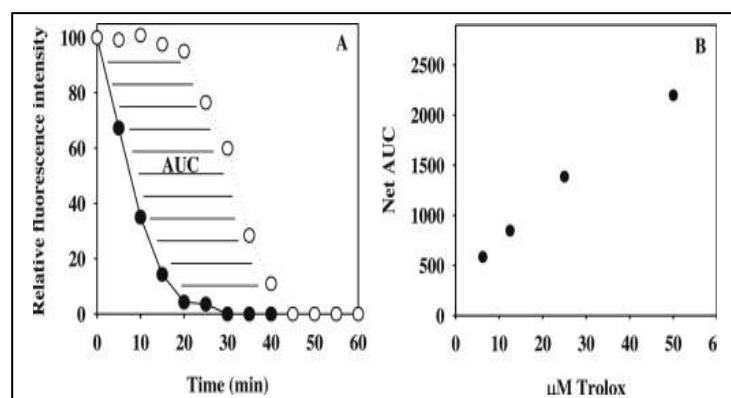 A
Relative fluorescence intensity
100
80
60
40
20
0
AUC
0 10 20 30 40 50 60
Time (min)
B
Net AUC
2500
2000
1500
1000
500
0
0 10 20 30 40 50 6
µM Trolox